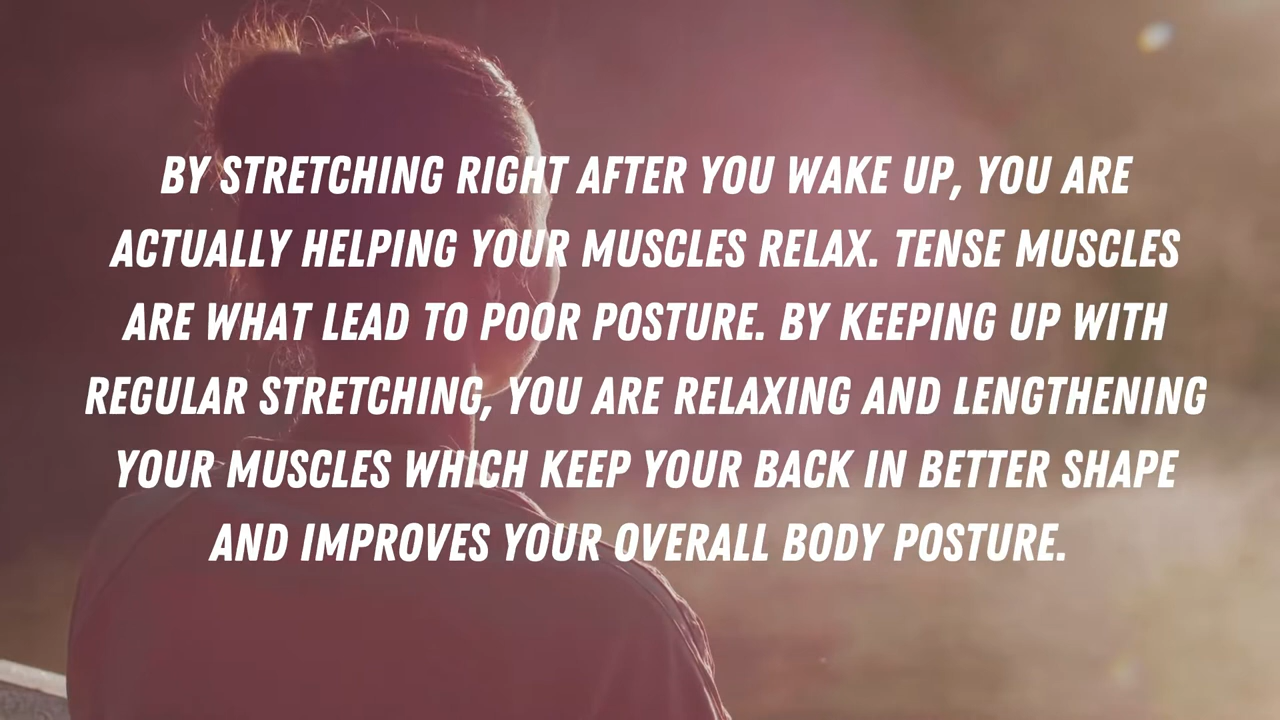 BY STRETCHING RIGHT AFTER YOU WAKE UP, YOU ARE
ACTUALLY HELPING YOUR MUSCLES RELAX. TENSE MUSCLES
ARE WHAT LEAD TO POOR POSTURE. BY KEEPING UP WITH
REGULAR STRETCHING, YOU ARE RELAXING AND LENGTHENING
YOUR MUSCLES WHICH KEEP YOUR BACK IN BETTER SHAPE
AND IMPROVES YOUR OVERALL BODY POSTURE.